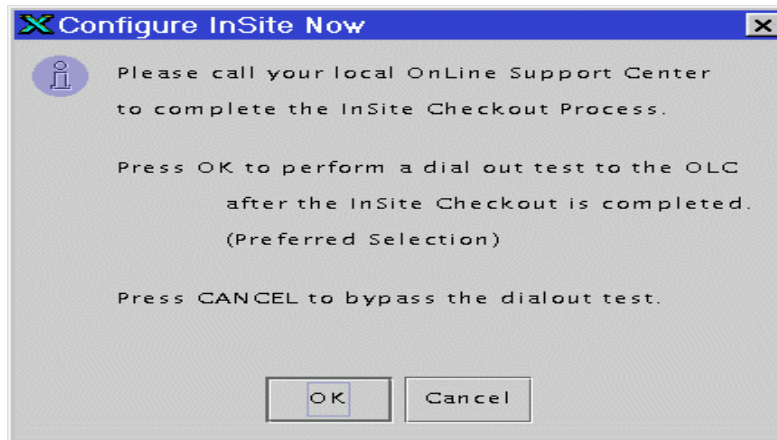 Configure InSite Now
Please call your local OnLine Support Center
to complete the InSite Checkout Process.
Press OK to perform a dial out test to the OLC
after the InSite Checkout is completed.
(Preferred Selection)
Press CANCEL to bypass the dialout test.
OK
Cancel